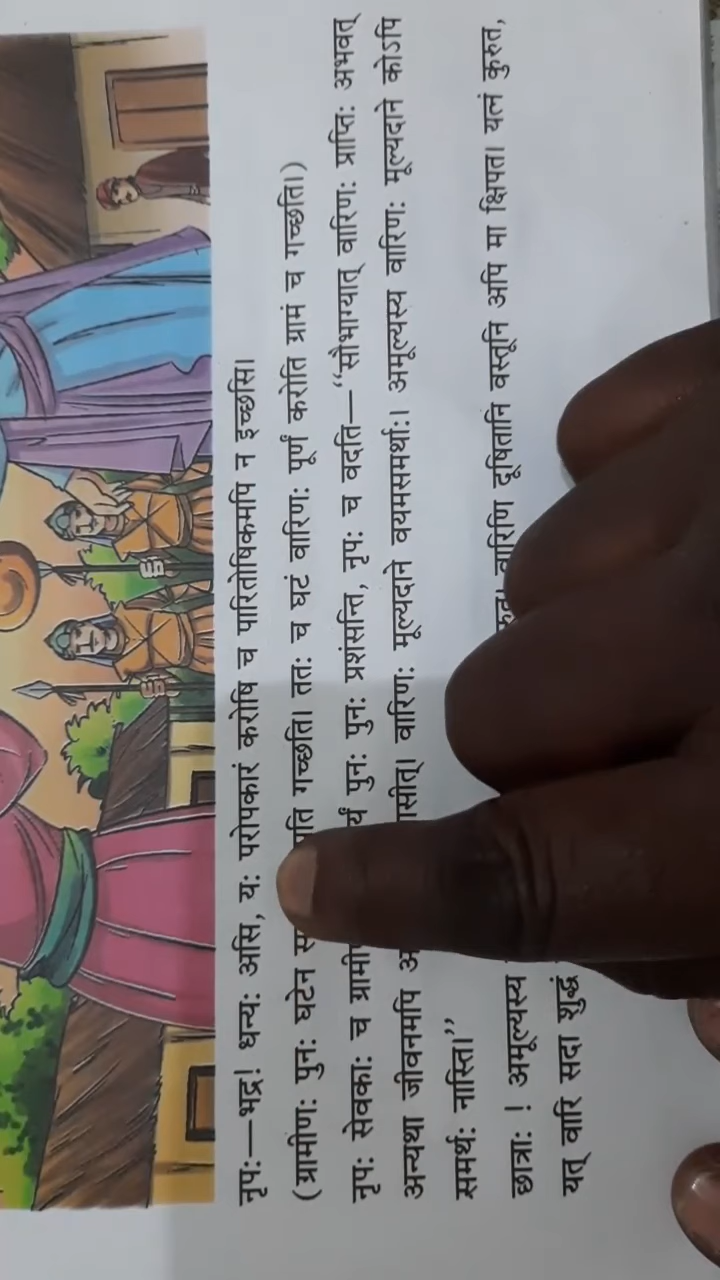 नृपः—भद्र! धन्यः असि, यः परोपकारं करोषि च पारितोषिकमपि न इच्छसि।
(ग्रामीणः पुनः घटेन गच्छति। ततः च घटं वारिणः पूर्णं करोति ग्रामं च गच्छति।)
नृपः सेवकाः च पुनः पुनः प्रशंसन्ति, नृपः च वदति—“सौभाग्यात् वारिणः प्राप्तिः अभवत्
अन्यथा जीवनमपि वारिणः मूल्यदाने वयमसमर्थाः। अमूल्यस्य वारिणः मूल्यदाने कोऽपि
समर्थः नास्ति।”
छात्राः ! अमूल्यस्य वारिणि दूषितानि वस्तूनि अपि मा क्षिपत। यत्नं कुरुत,
यत् वारि सदा शुद्धं